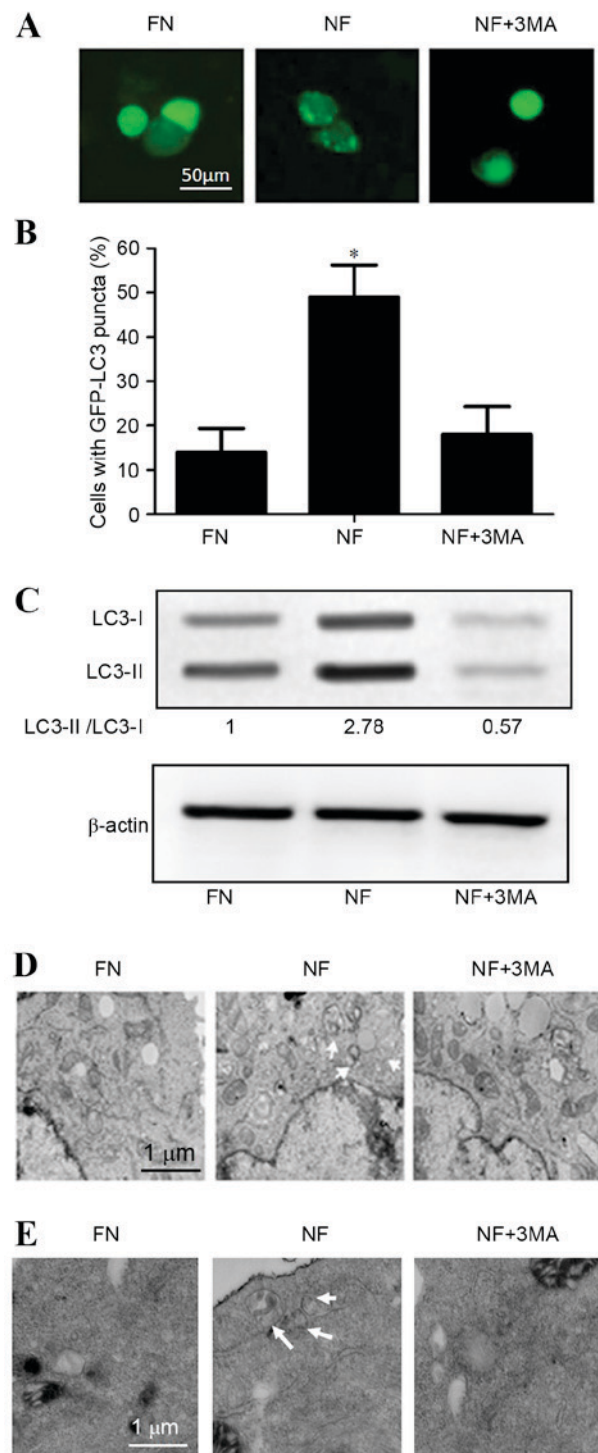 A
FN NF NF+3MA
50μm
B
Cells with GFP-LC3 puncta (%)
60
50
40
30
20
10
0
*
FN NF NF+3MA
C
LC3-I
LC3-II
LC3-II /LC3-I 1 2.78 0.57
β-actin
FN NF NF+3MA
D
FN NF NF+3MA
1 μm
E
FN NF NF+3MA
1 μm